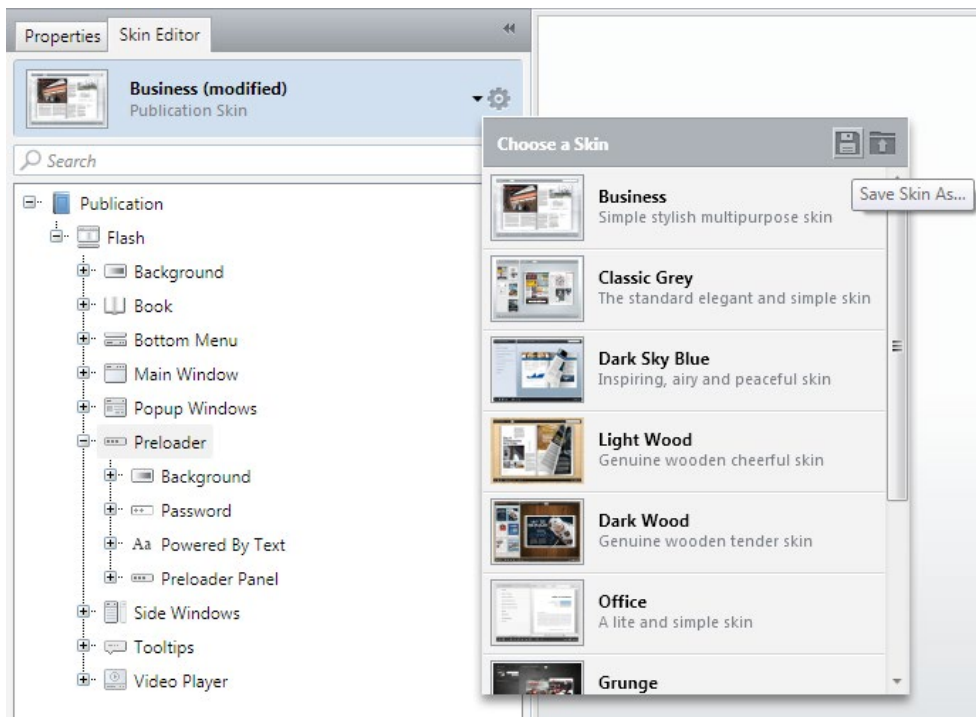 Properties
Skin Editor
Business (modified)
Publication Skin
Search
Publication
Flash
Background
Book
Bottom Menu
Main Window
Popup Windows
Preloader
Background
Password
Aa Powered By Text
Preloader Panel
Side Windows
Tooltips
Video Player
Choose a Skin
Save Skin As...
Business
Simple stylish multipurpose skin
Classic Grey
The standard elegant and simple skin
Dark Sky Blue
Inspiring, airy and peaceful skin
Light Wood
Genuine wooden cheerful skin
Dark Wood
Genuine wooden tender skin
Office
A lite and simple skin
Grunge